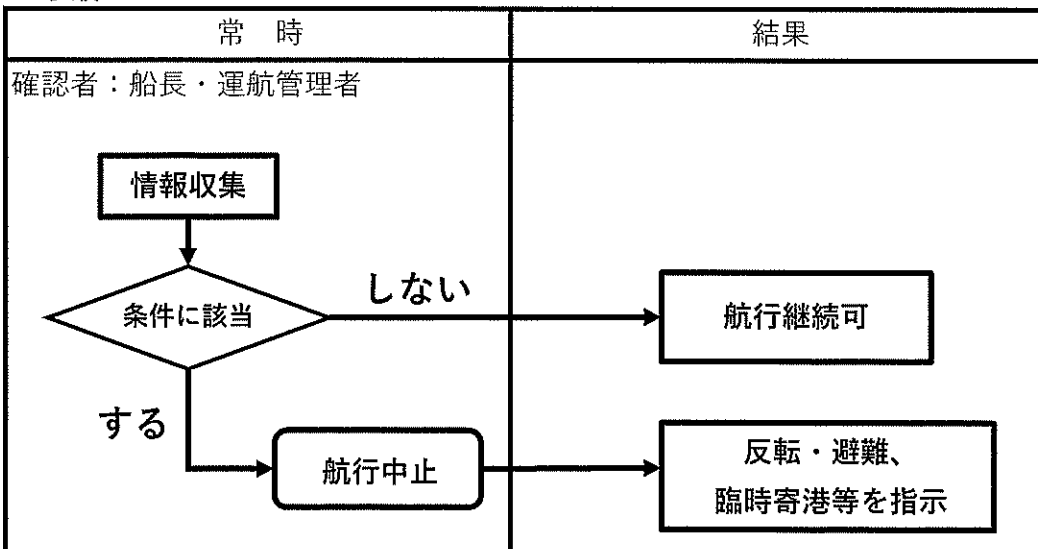 常　時
結果
確認者：船長・運航管理者
情報収集
条件に該当
しない
航行継続可
する
航行中止
反転・避難、
臨時寄港等を指示